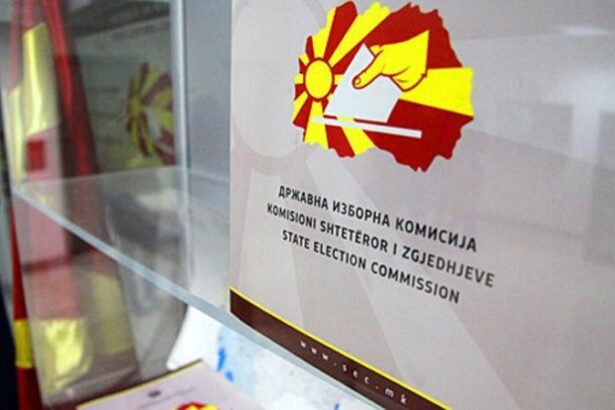 ДРЖАВНА ИЗБОРНА КОМИСИЈА
KOMISIONI SHTETËROR I ZGJEDHJEVE
STATE ELECTION COMMISSION
www.sec.mk